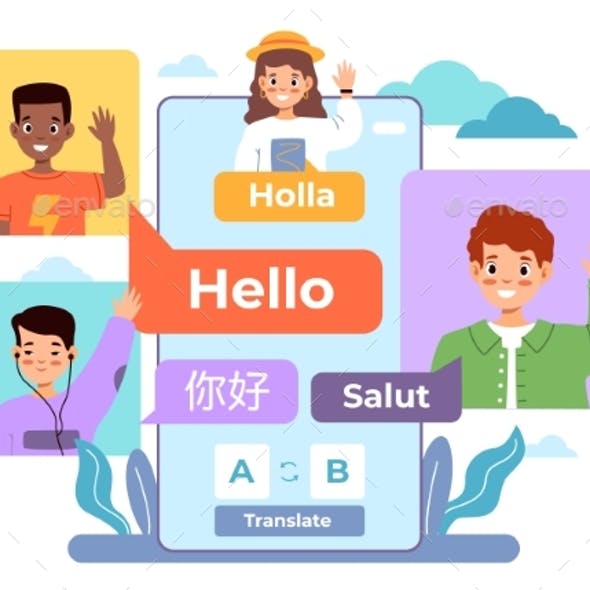 Holla
envato
envato
Hello
你好
Salut
A B
Translate